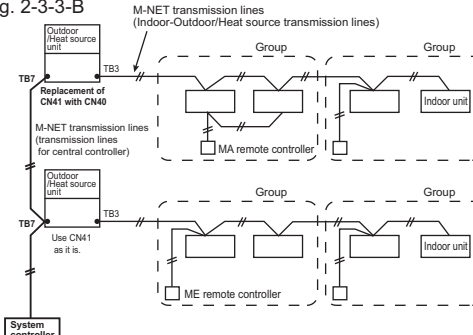 g. 2-3-3-B
M-NET transmission lines
(Indoor-Outdoor/Heat source transmission lines)
Outdoor
/Heat source
unit
TB3
TB7
Replacement of
CN41 with CN40
Group
Group
Indoor unit
MA remote controller
M-NET transmission lines
(transmission lines
for central controller)
Outdoor
/Heat source
unit
TB3
TB7
Use CN41
as it is.
Group
Group
Indoor unit
ME remote controller
System
controller